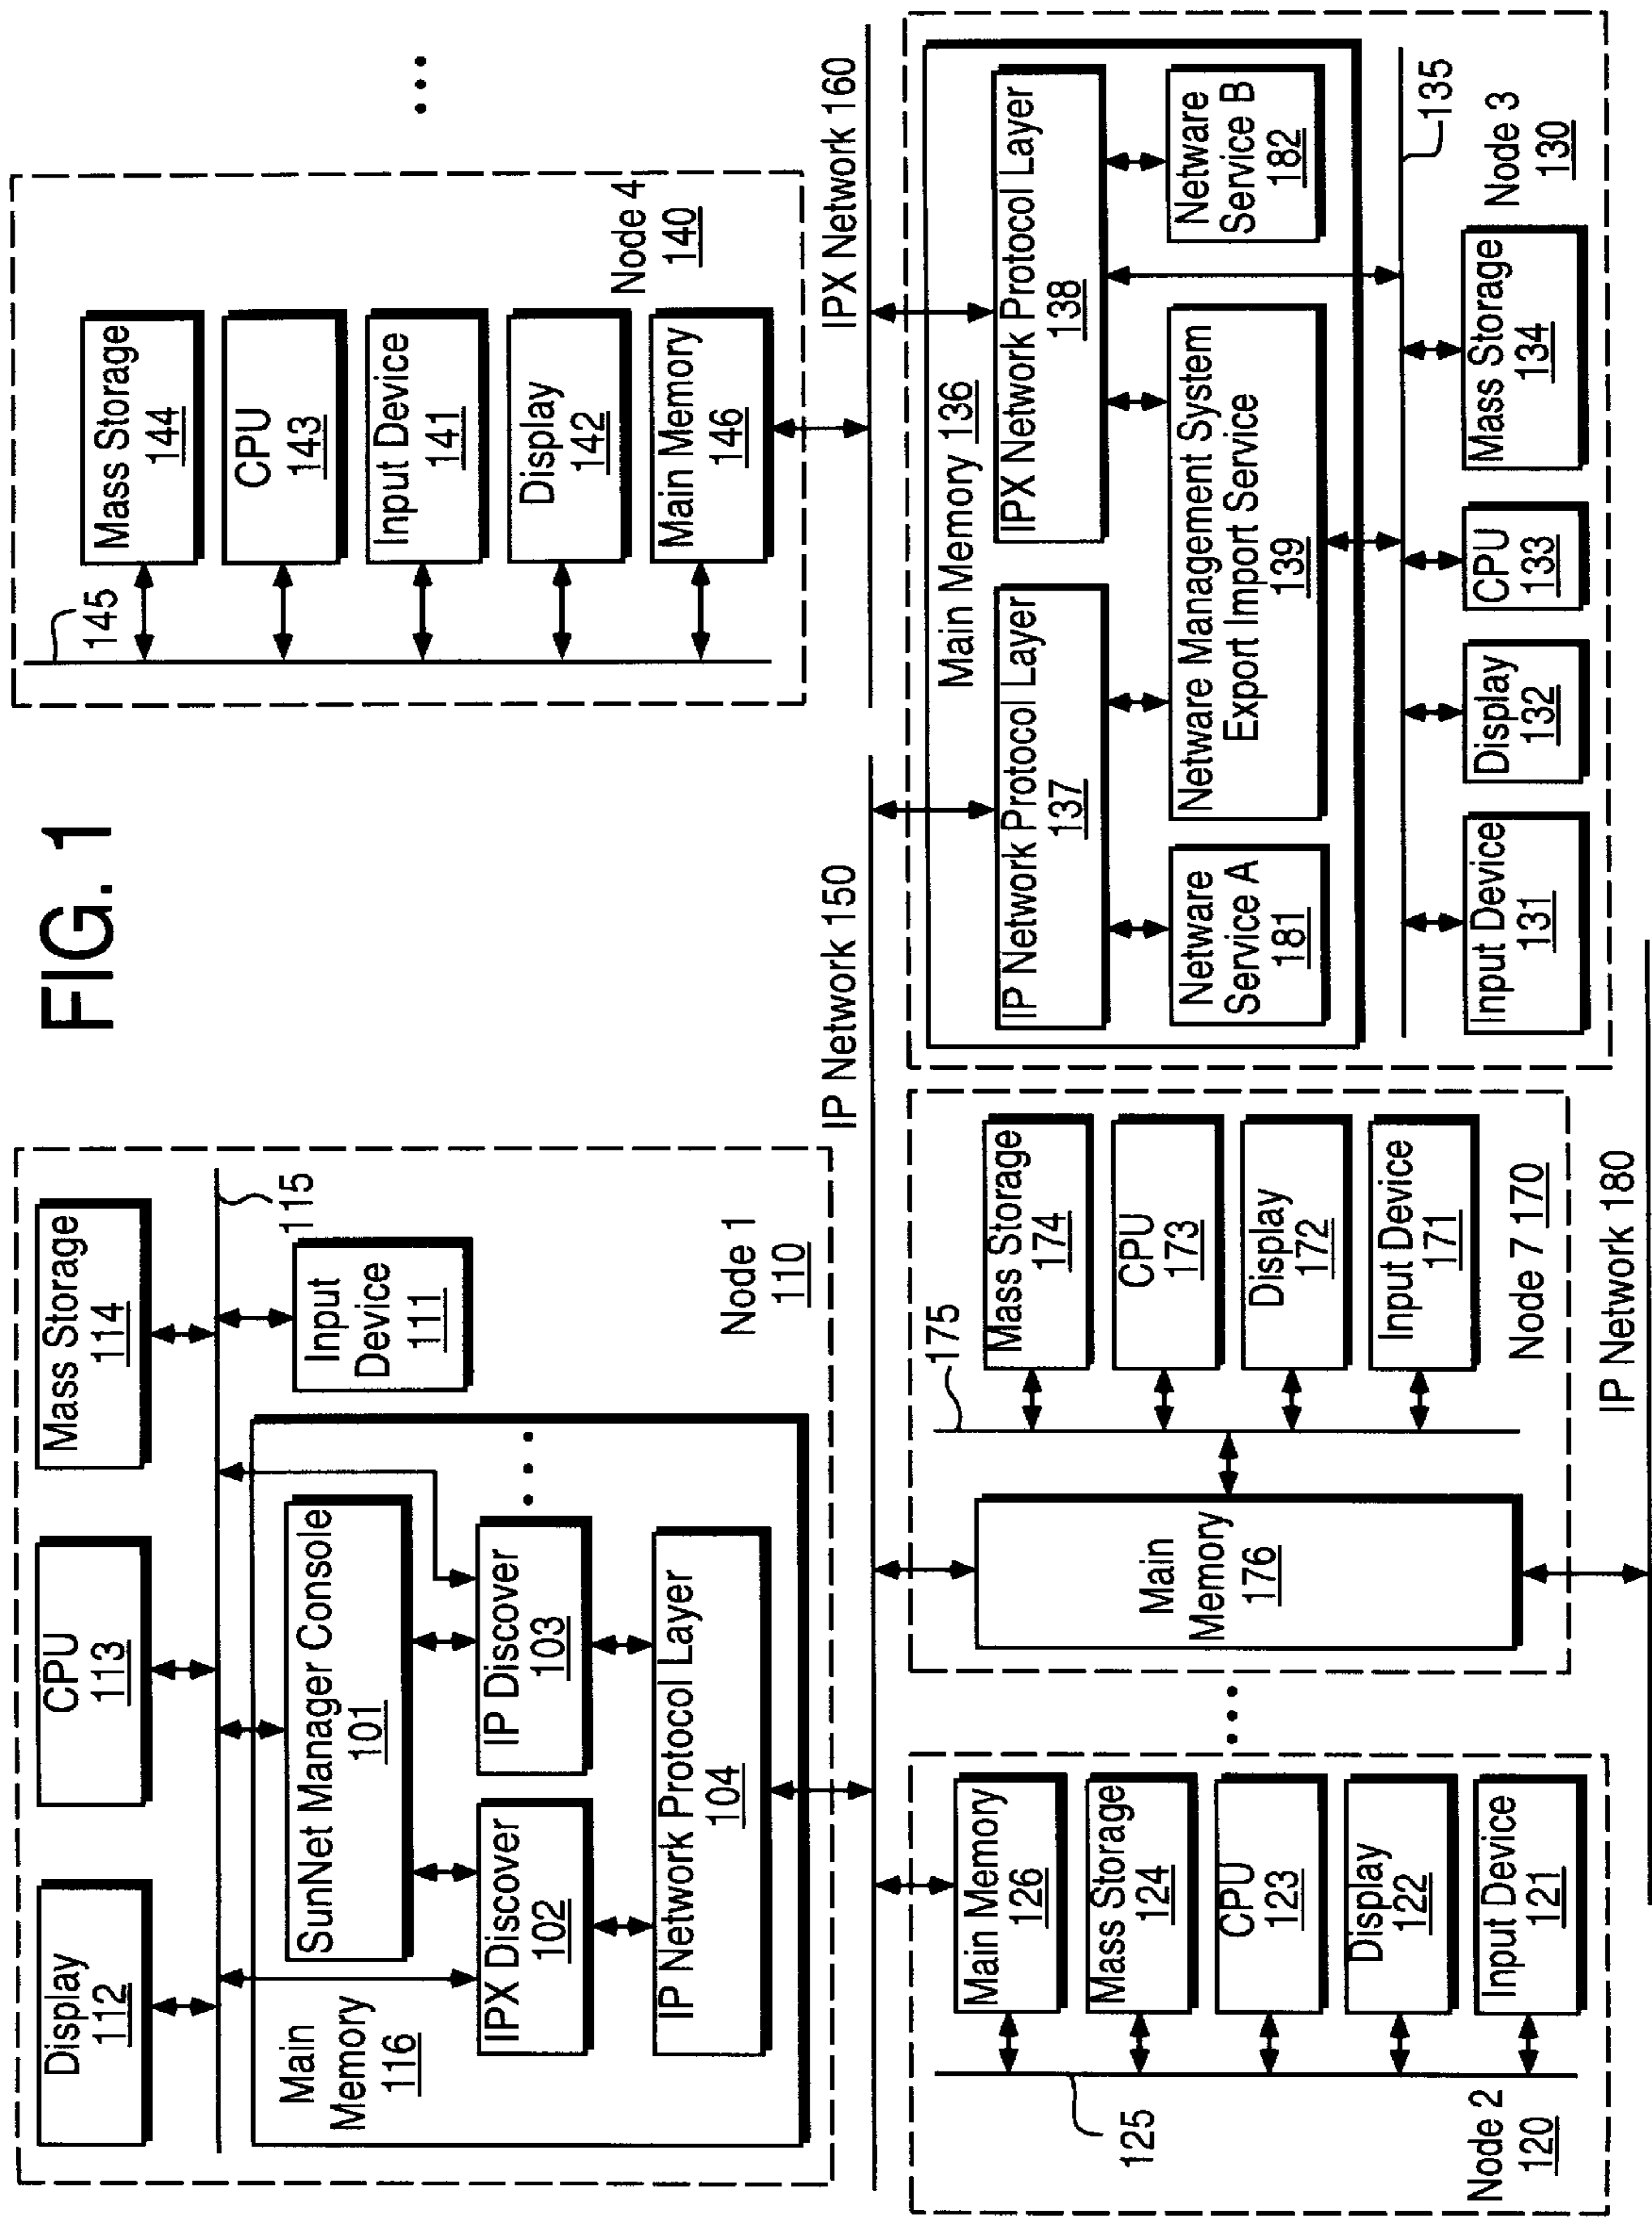 FIG. 1
Display
112
CPU
113
Mass Storage
114
115
Input
Device
111
Main
Memory
116
SunNet Manager Console
101
IPX Discover
102
IP Discover
103
...
IP Network Protocol Layer
104
Node 1
110
145
Mass Storage
144
CPU
143
Input Device
141
Display
142
Main Memory
146
Node 4
140
...
IP Network 150
IPX Network 160
Main Memory
126
Mass Storage
124
CPU
123
Display
122
Input Device
121
125
Node 2
120
...
Main
Memory
176
175
Mass Storage
174
CPU
173
Display
172
Input Device
171
Node 7 170
IP Network 180
Main Memory 136
IP Network Protocol Layer
137
IPX Network Protocol Layer
138
Netware
Service A
181
Netware Management System
Export Import Service
139
Netware
Service B
182
135
Input Device
131
Display
132
CPU
133
Mass Storage
134
Node 3
130